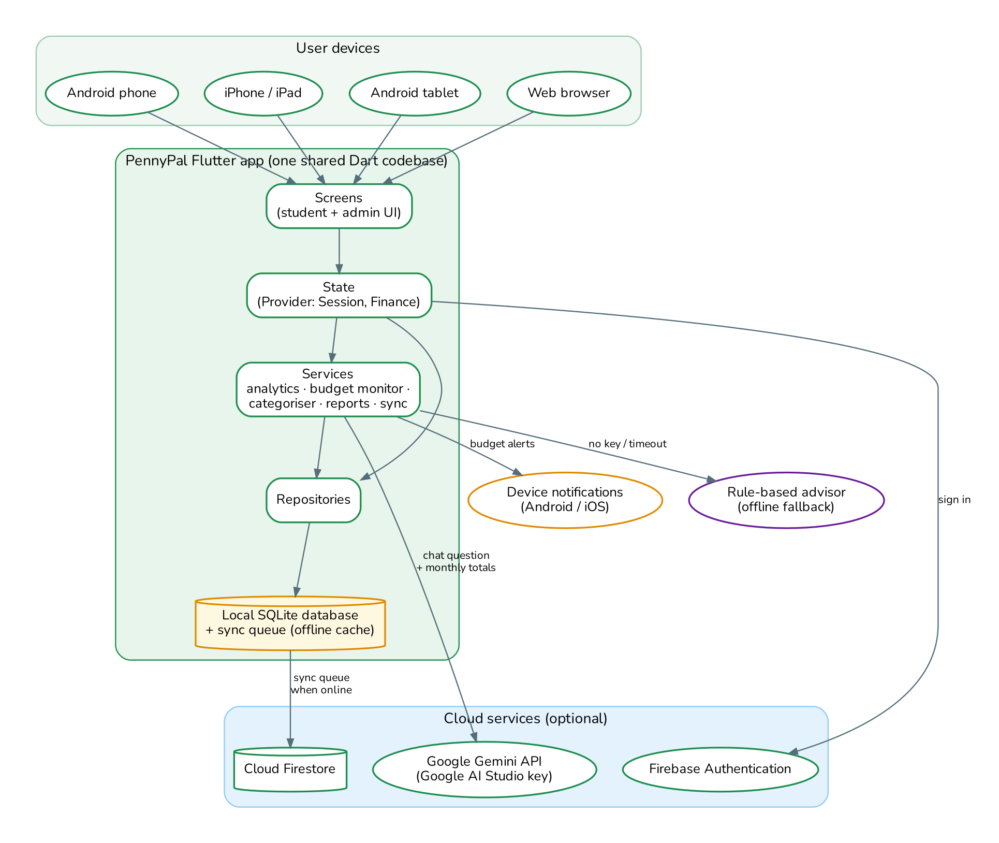 User devices
Android phone
iPhone / iPad
Android tablet
Web browser
PennyPal Flutter app (one shared Dart codebase)
Screens
(student + admin UI)
State
(Provider: Session, Finance)
Services
analytics · budget monitor ·
categoriser · reports · sync
budget alerts
no key / timeout
Repositories
Device notifications
(Android / iOS)
Rule-based advisor
(offline fallback)
sign in
chat question
+ monthly totals
Local SQLite database
+ sync queue (offline cache)
sync queue
when online
Cloud services (optional)
Cloud Firestore
Google Gemini API
(Google AI Studio key)
Firebase Authentication